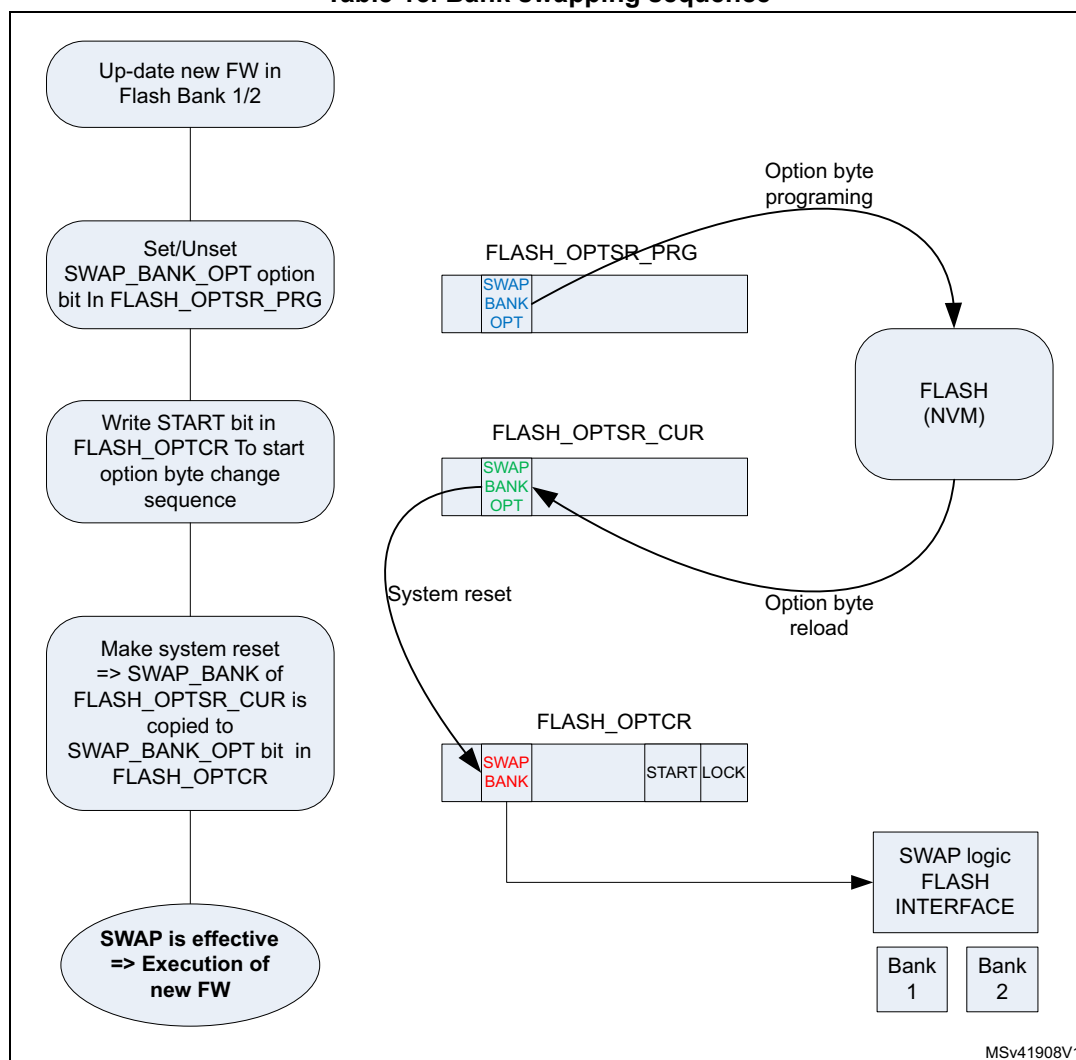 Up-date new FW in
Flash Bank 1/2
Set/Unset
SWAP_BANK_OPT option
bit In FLASH_OPTSR_PRG
Write START bit in
FLASH_OPTCR To start
option byte change
sequence
Make system reset
=> SWAP_BANK of
FLASH_OPTSR_CUR is
copied to
SWAP_BANK_OPT bit in
FLASH_OPTCR
SWAP is effective
=> Execution of
new FW
Option byte
programing
FLASH_OPTSR_PRG
SWAP
BANK
OPT
FLASH
(NVM)
FLASH_OPTSR_CUR
SWAP
BANK
OPT
System reset
Option byte
reload
FLASH_OPTCR
SWAP
BANK
START
LOCK
SWAP logic
FLASH
INTERFACE
Bank
1
Bank
2
MSv41908V1